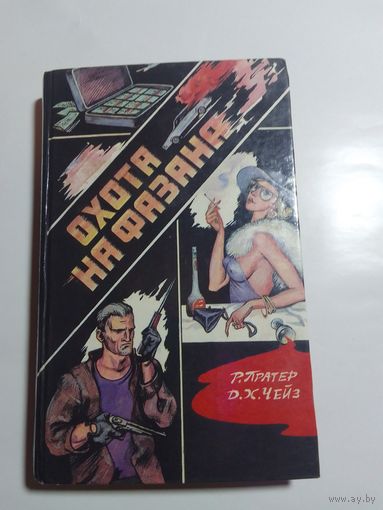 ОХОТА
НА ФАЗАНА
Р. ПРАТЕР
Д. Х. ЧЕЙЗ
www.ay.by